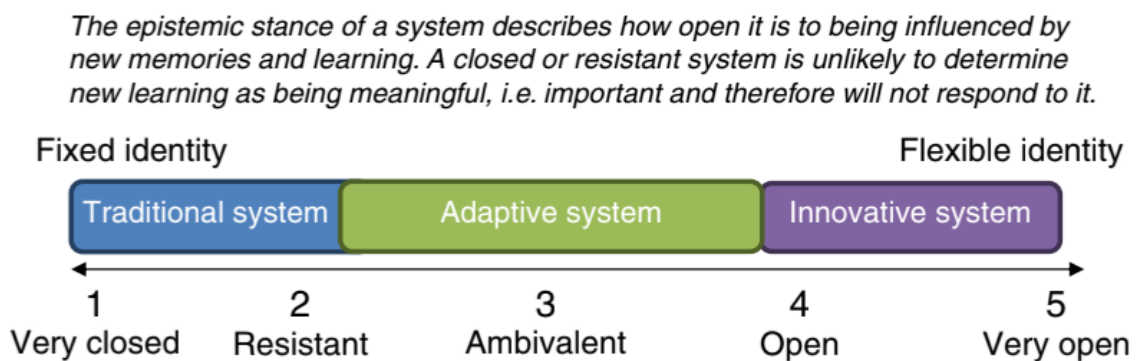 The epistemic stance of a system describes how open it is to being influenced by
new memories and learning. A closed or resistant system is unlikely to determine
new learning as being meaningful, i.e. important and therefore will not respond to it.
Fixed identity Flexible identity
Traditional system Adaptive system Innovative system
1 2 3 4 5
Very closed Resistant Ambivalent Open Very open